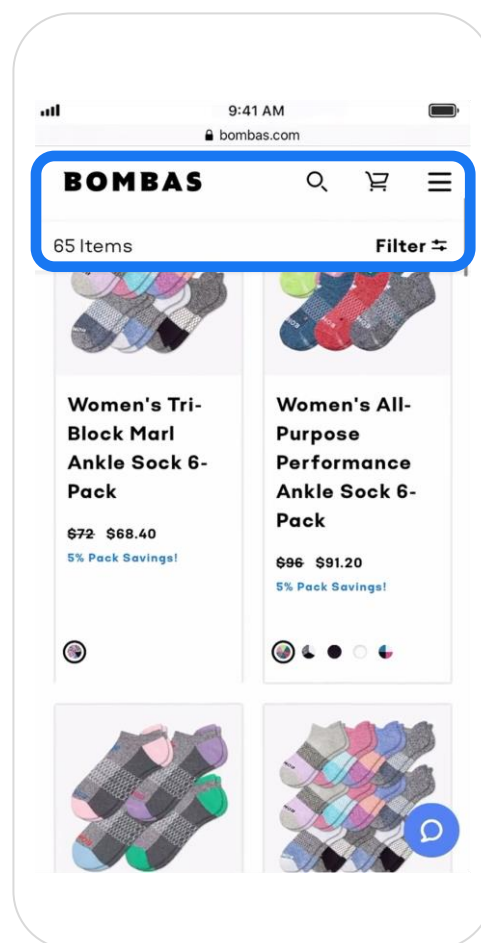 9:41 AM
bombas.com
BOMBAS
65 Items
Filter
Women's Tri-
Block Marl
Ankle Sock 6-
Pack
$72 $68.40
5% Pack Savings!
Women's All-
Purpose
Performance
Ankle Sock 6-
Pack
$96 $91.20
5% Pack Savings!